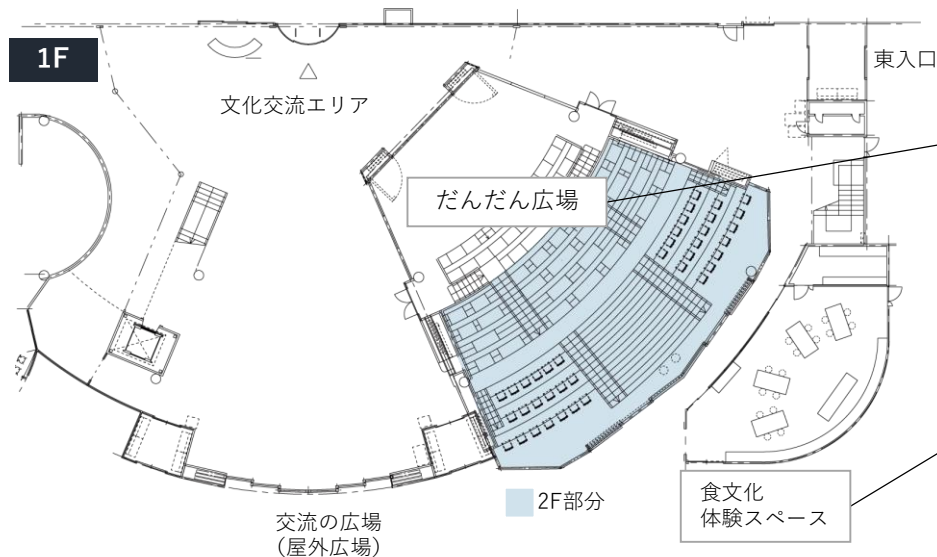 1F
東入口
文化交流エリア
だんだん広場
2F部分
食文化
体験スペース
交流の広場
（屋外広場）